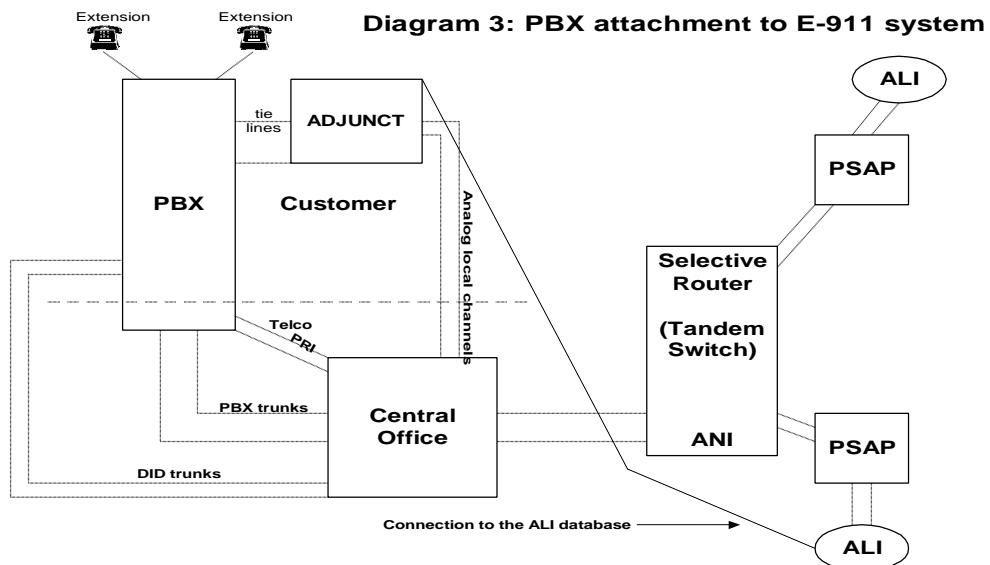 Diagram 3: PBX attachment to E-911 system
Extension
Extension
ALI
tie
lines
ADJUNCT
PSAP
PBX
Customer
Analog local channels
Selective
Router
(Tandem
Switch)
ANI
Telco
PRI
PBX trunks
Central
Office
PSAP
DID trunks
Connection to the ALI database
ALI